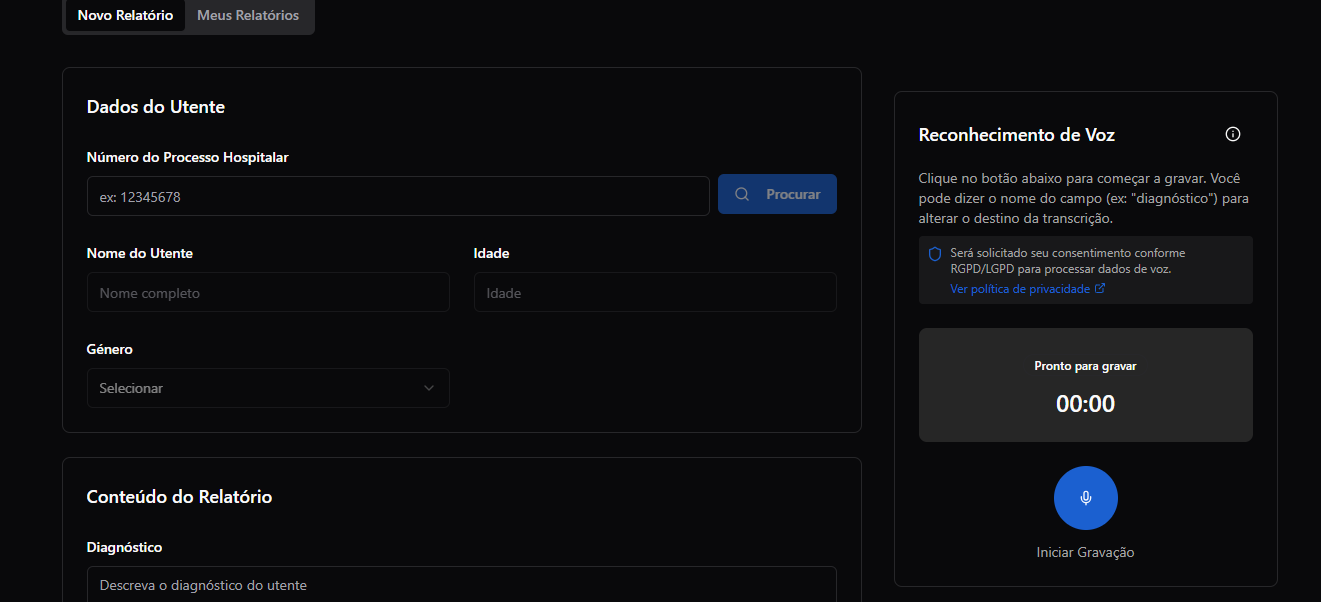 Novo Relatório
Meus Relatórios
Dados do Utente
Número do Processo Hospitalar
ex: 12345678
Procurar
Nome do Utente
Idade
Nome completo
Idade
Género
Selecionar
Conteúdo do Relatório
Diagnóstico
Descreva o diagnóstico do utente
Reconhecimento de Voz
Clique no botão abaixo para começar a gravar. Você
pode dizer o nome do campo (ex: "diagnóstico") para
alterar o destino da transcrição.
Será solicitado seu consentimento conforme
RGPD/LGPD para processar dados de voz.
Ver política de privacidade
Pronto para gravar
00:00
Iniciar Gravação